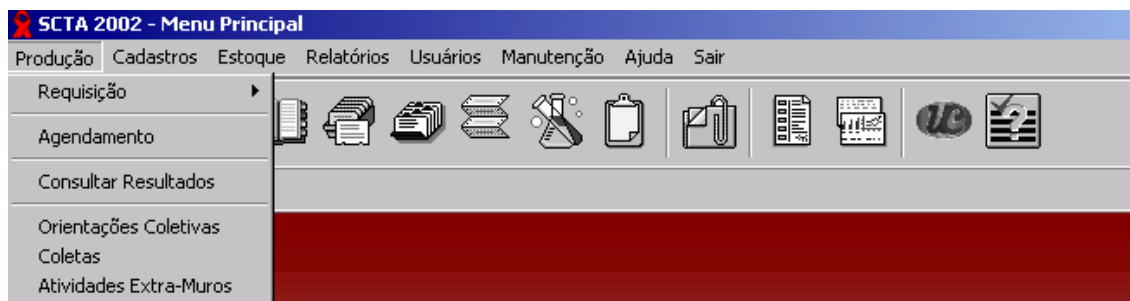 SCTA 2002 - Menu Principal
Produção Cadastros Estoque Relatórios Usuários Manutenção Ajuda Sair
Requisição
Agendamento
Consultar Resultados
Orientações Coletivas
Coletas
Atividades Extra-Muros